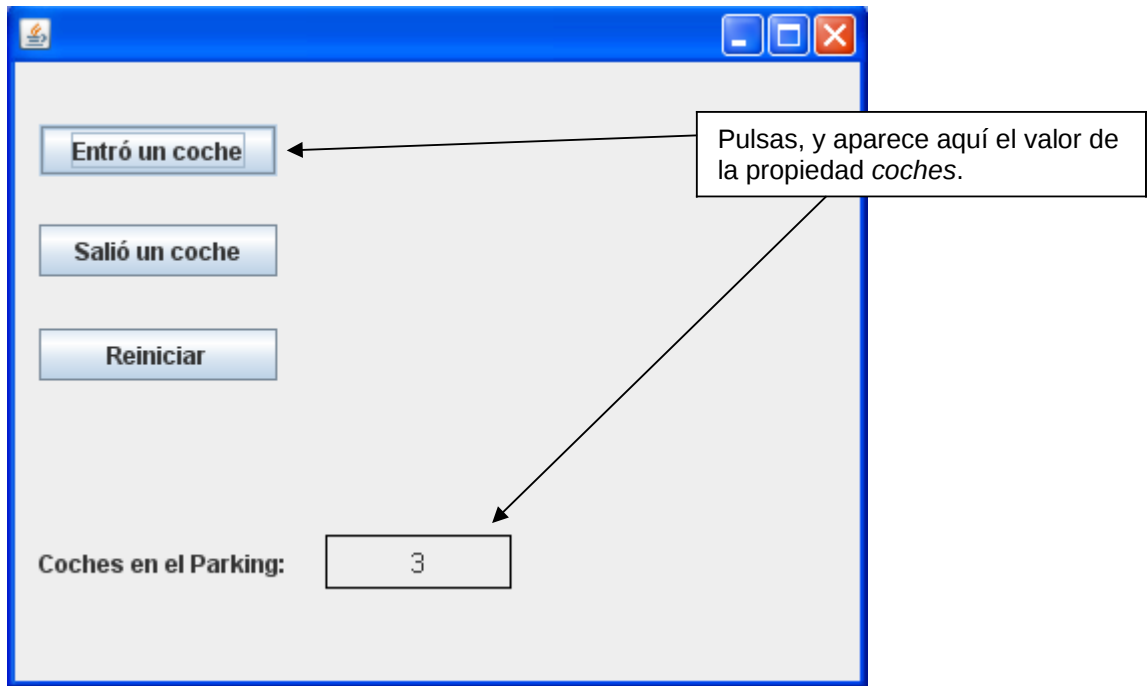 Entró un coche
Pulsas, y aparece aquí el valor de
la propiedad coches.
Salió un coche
Reiniciar
Coches en el Parking:
3